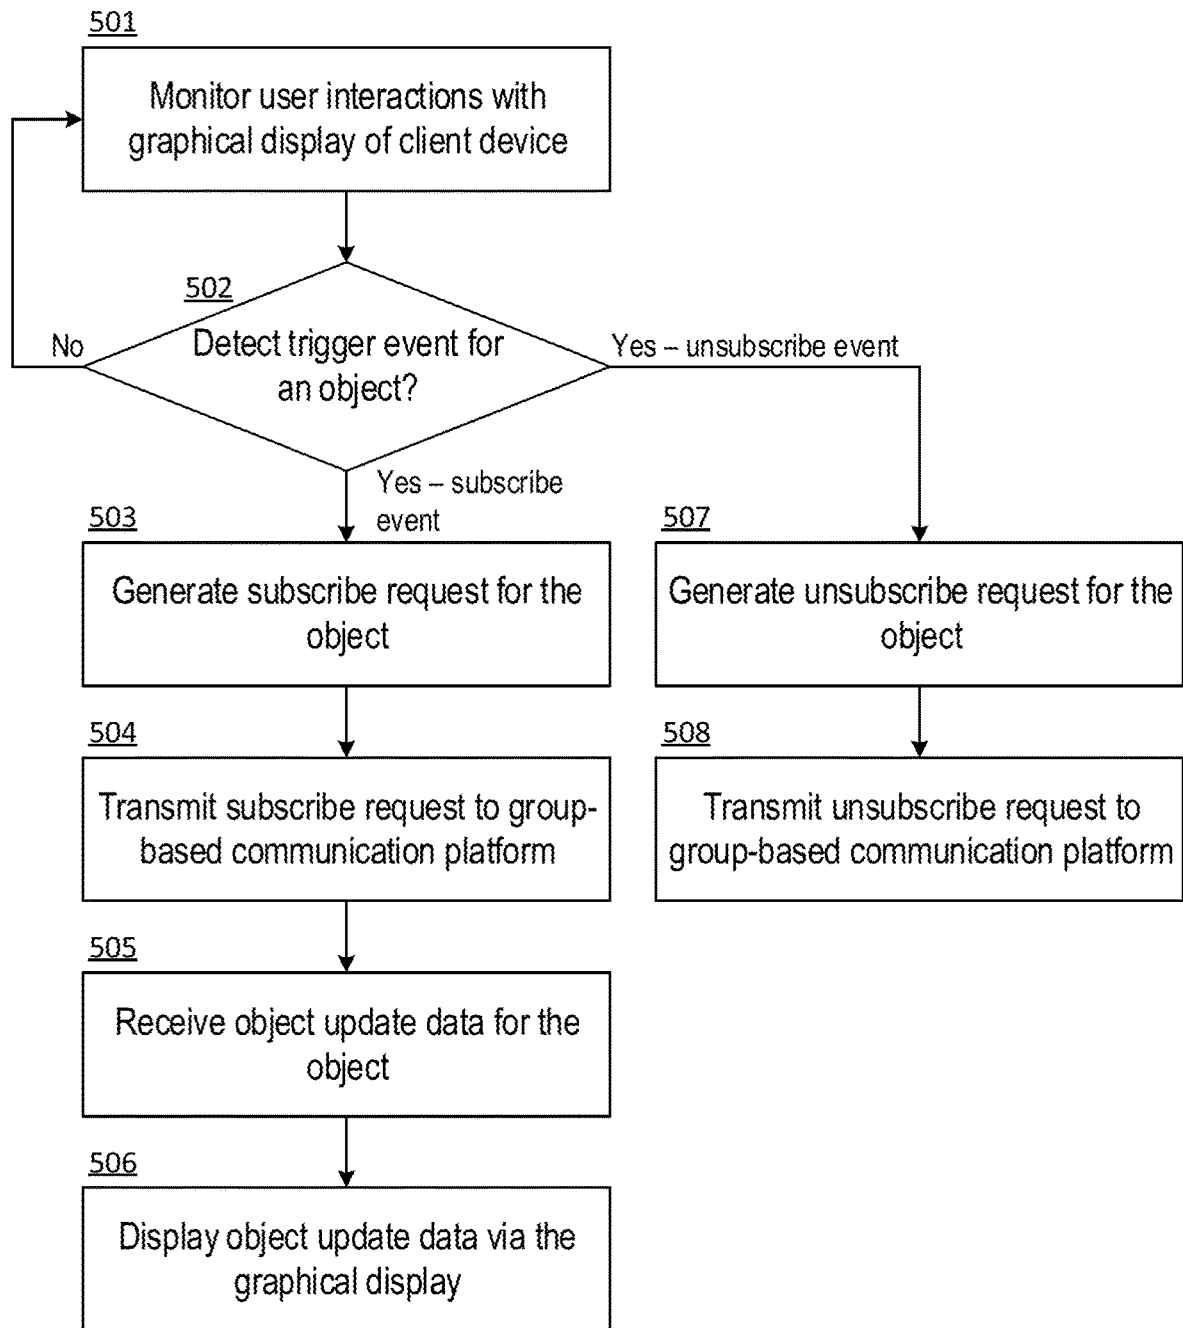 501
Monitor user interactions with
graphical display of client device
502
Detect trigger event for
an object?
No
Yes – unsubscribe event
Yes – subscribe
event
503
Generate subscribe request for the
object
507
Generate unsubscribe request for the
object
504
Transmit subscribe request to group-
based communication platform
508
Transmit unsubscribe request to
group-based communication platform
505
Receive object update data for the
object
506
Display object update data via the
graphical display